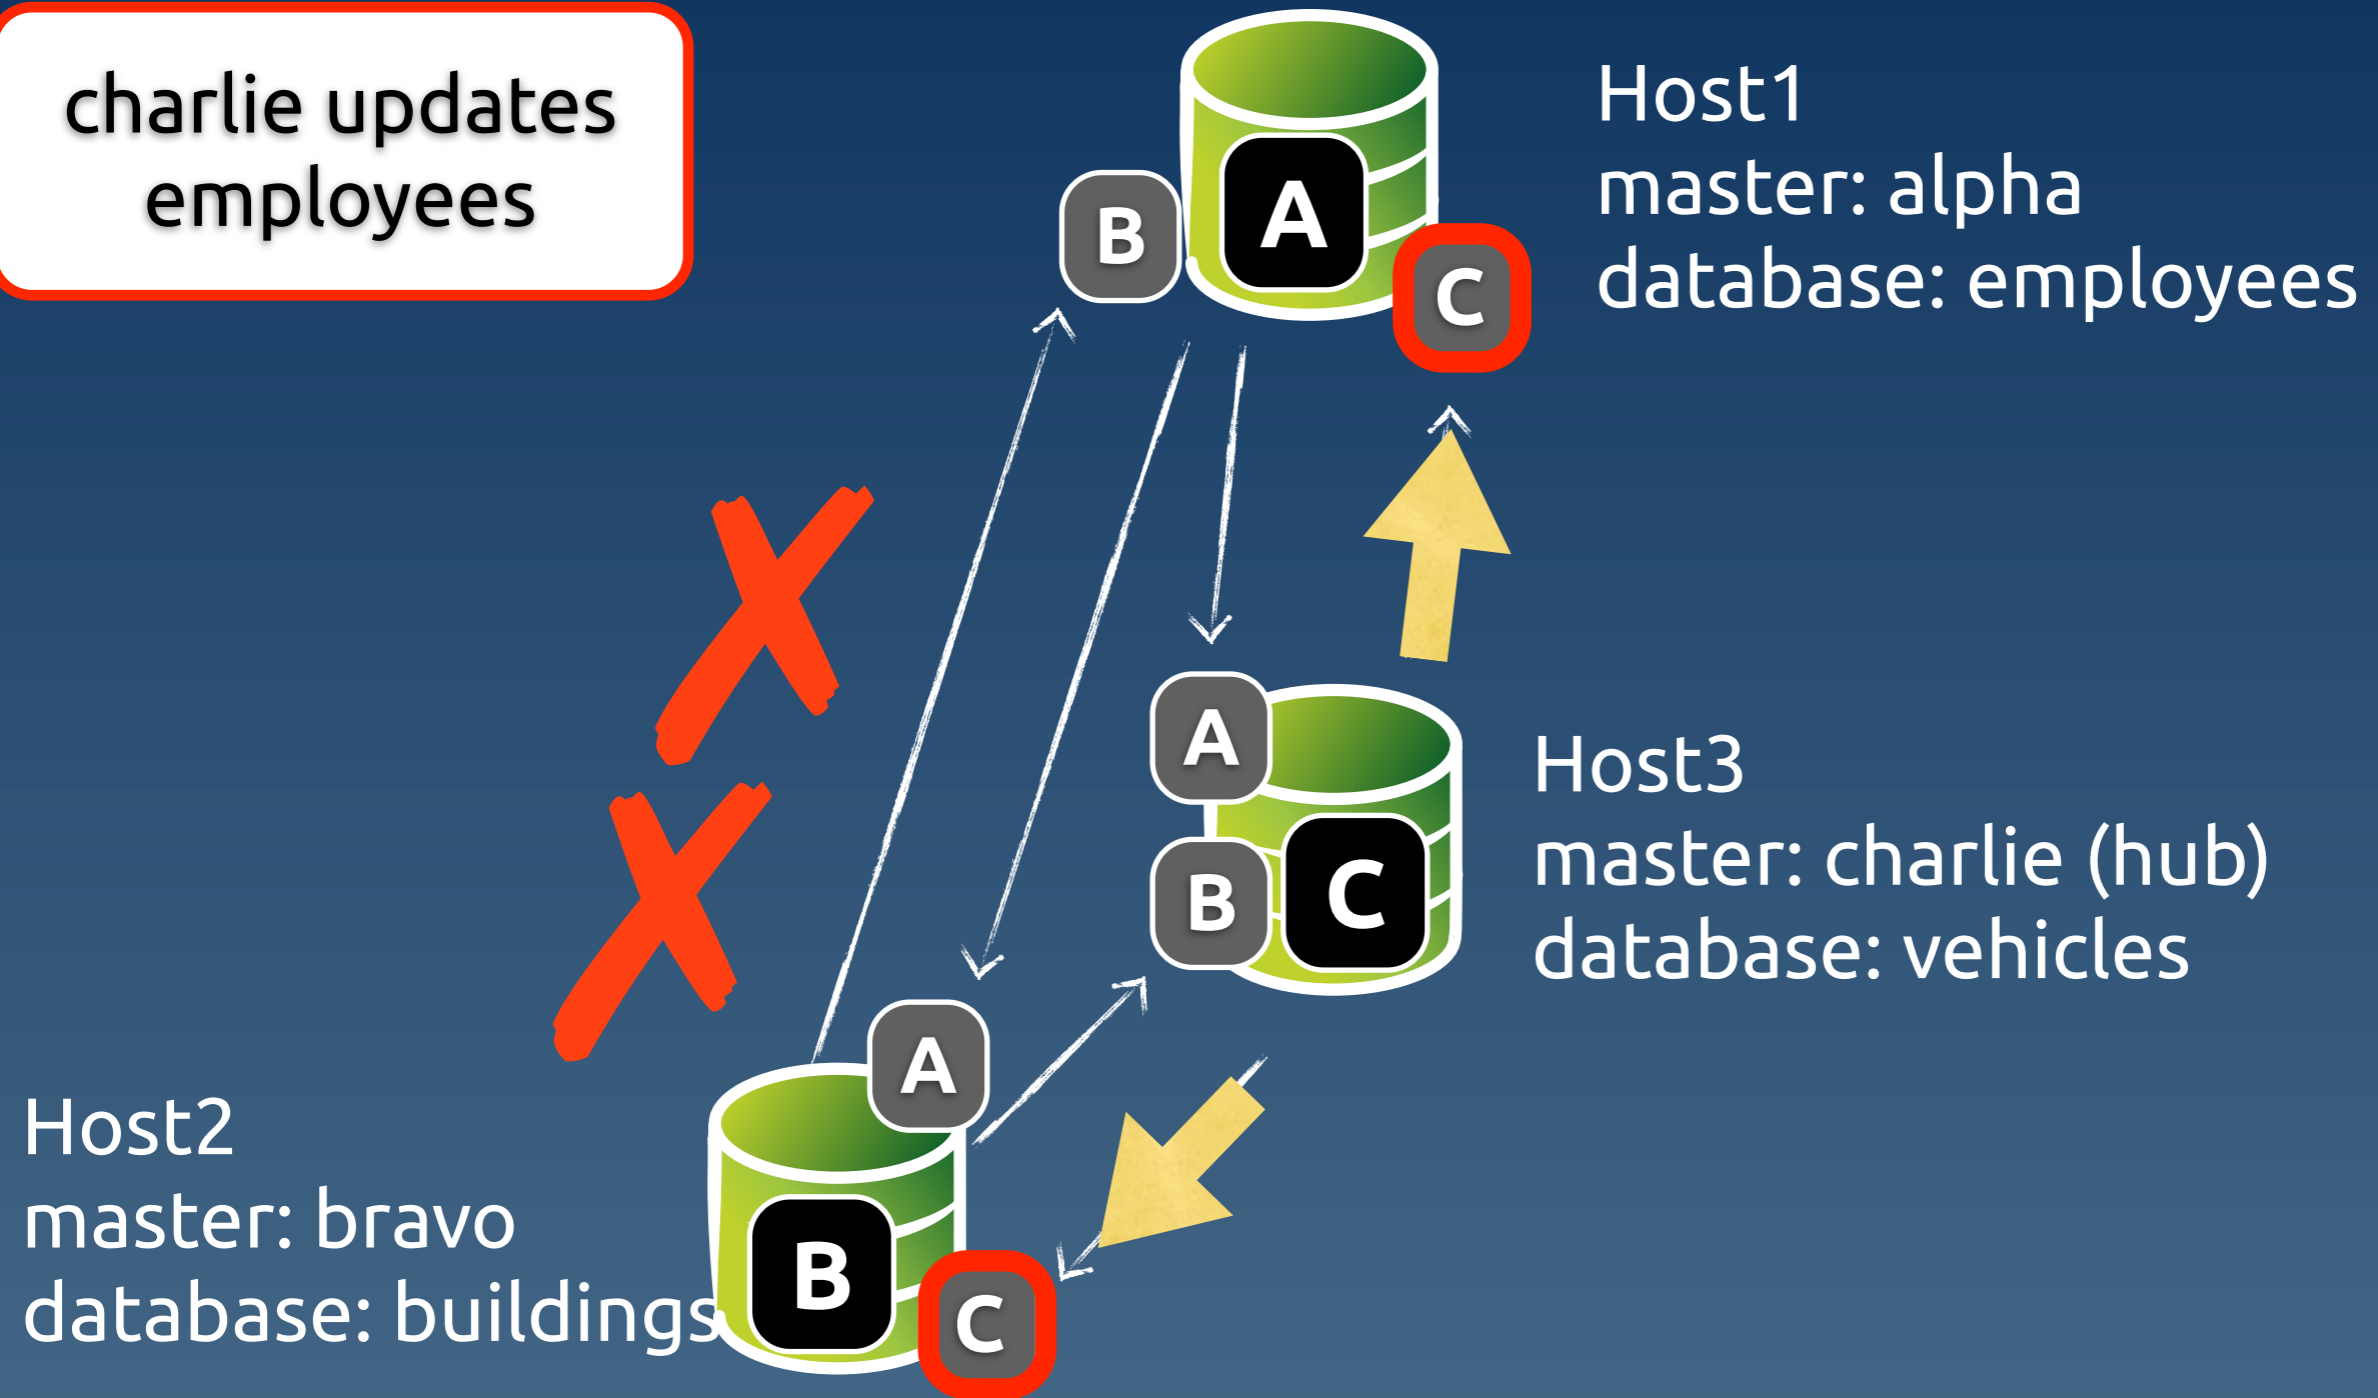 charlie updates
employees
B
A
C
Host1
master: alpha
database: employees
A
B
C
Host3
master: charlie (hub)
database: vehicles
Host2
master: bravo
database: buildings
A
B
C